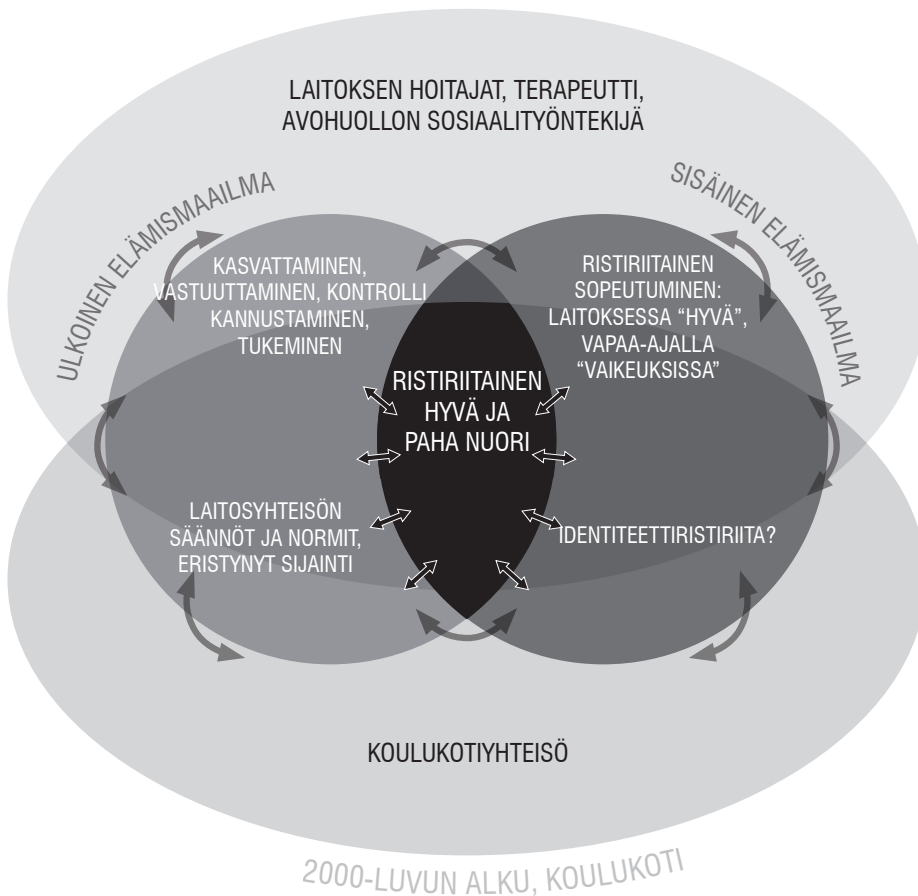 LAITOKSEN HOITAJAT, TERAPEUTTI,
AVOHUOLLON SOSIAALITYÖNTEKIJÄ
ULKOINEN ELÄMISMAAILMA
SISÄINEN ELÄMISMAAILMA
KASVATTAMINEN,
VASTUUTTAMINEN, KONTROLLI
KANNUSTAMINEN,
TUKEMINEN
RISTIRIITAINEN
SOPEUTUMINEN:
LAITOKSESSA “HYVÄ”,
VAPAA-AJALLA
“VAIKEUKSISSA”
RISTIRIITAINEN
HYVÄ JA
PAHA NUORI
LAITOSYHTEISÖN
SÄÄNNÖT JA NORMIT,
ERISTYNYT SIJAINTI
IDENTITEETTIRISTIRIITA?
KOULUKOTIYHTEISÖ
2000-LUVUN ALKU, KOULUKOTI